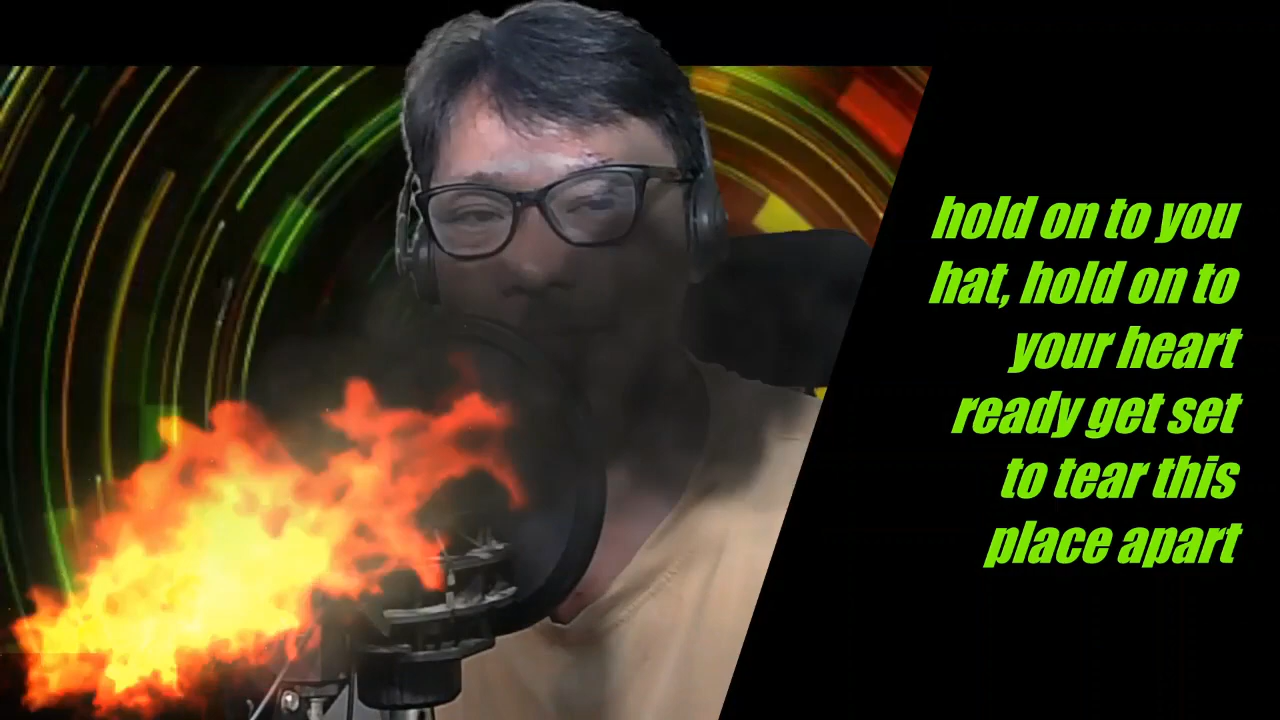 hold on to you
hat, hold on to
your heart
ready get set
to tear this
place apart